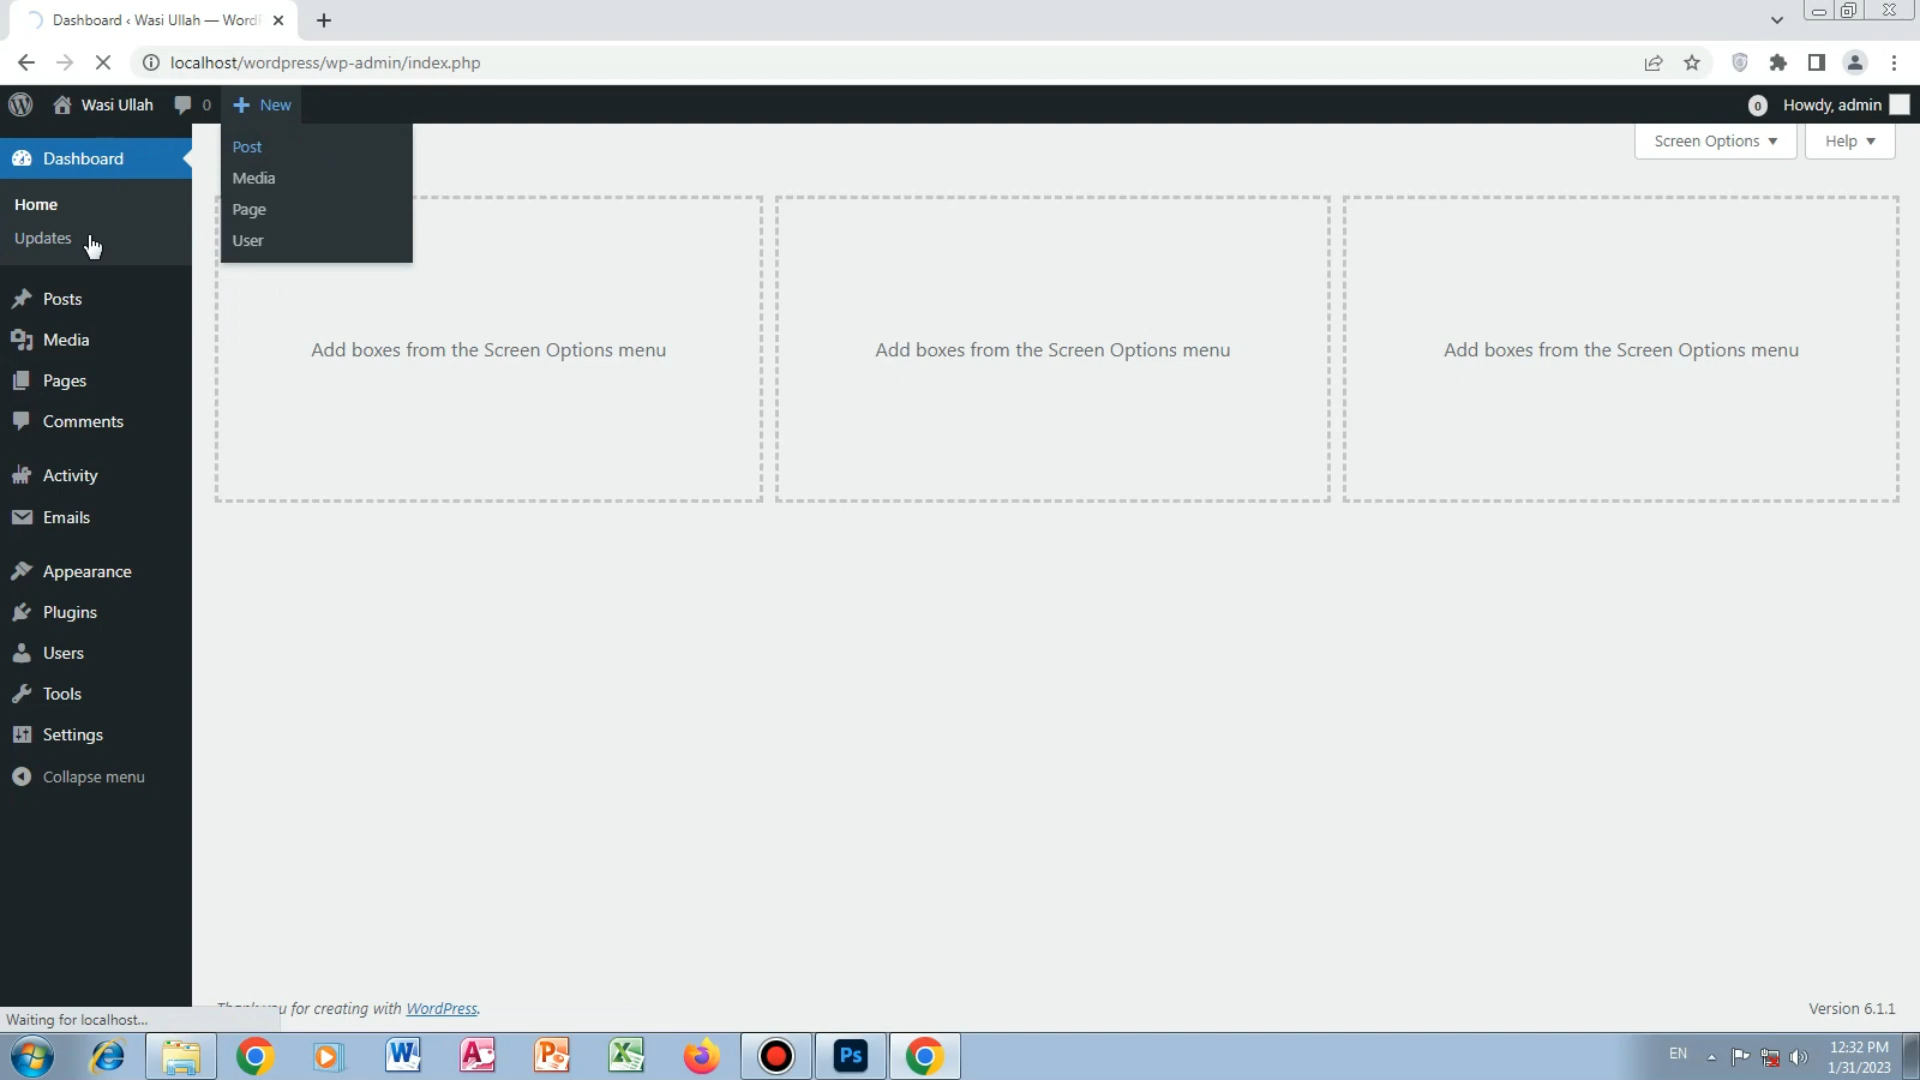 Dashboard ‹ Wasi Ullah — WordP
localhost/wordpress/wp-admin/index.php
Wasi Ullah
0
New
0
Howdy, admin
Post
Media
Page
User
Screen Options
Help
Dashboard
Home
Updates
Posts
Media
Pages
Comments
Activity
Emails
Appearance
Plugins
Users
Tools
Settings
Collapse menu
Add boxes from the Screen Options menu
Add boxes from the Screen Options menu
Add boxes from the Screen Options menu
for creating with WordPress.
Version 6.1.1
Waiting for localhost...
Ps
EN
12:32 PM
1/31/2023